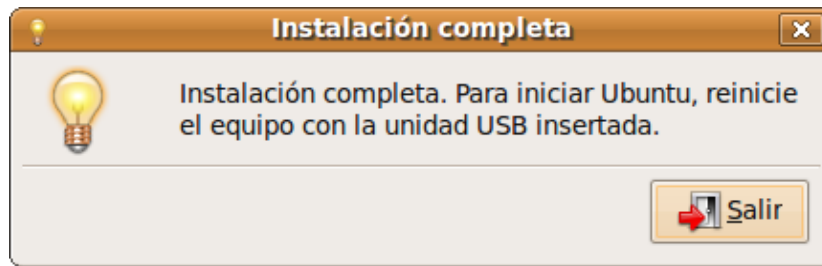 Instalación completa
Instalación completa. Para iniciar Ubuntu, reinicie
el equipo con la unidad USB insertada.
Salir